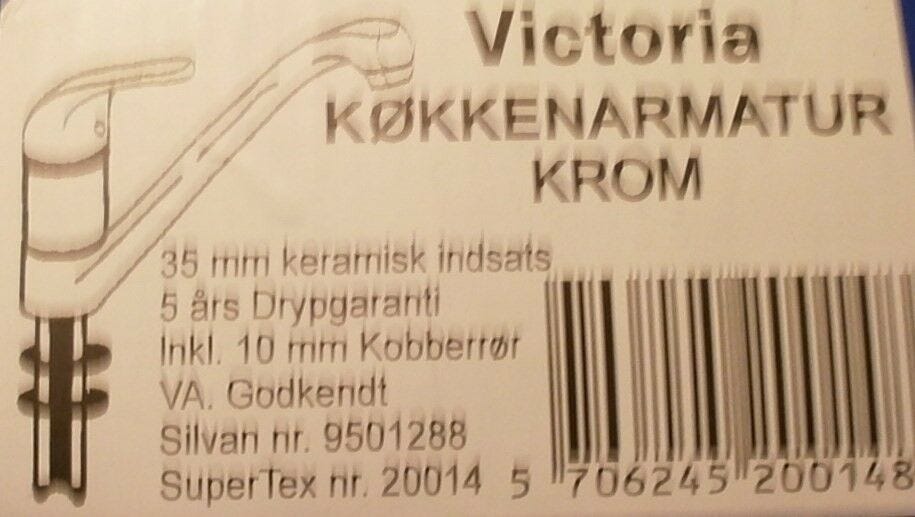 Victoria
KØKKENARMATUR
KROM
35 mm keramisk indsats
5 års Drypgaranti
Inkl. 10 mm Kobberrør
VA. Godkendt
Silvan nr. 9501288
SuperTex nr. 20014
5 706245 200148